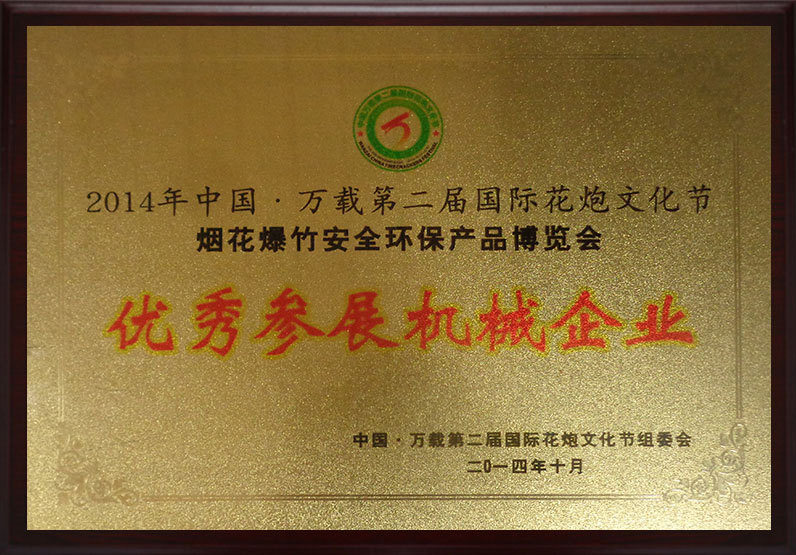 2014年中国·万载第二届国际花炮文化节
烟花爆竹安全环保产品博览会
优秀参展机械企业
中国·万载第二届国际花炮文化节组委会
二0一四年十月